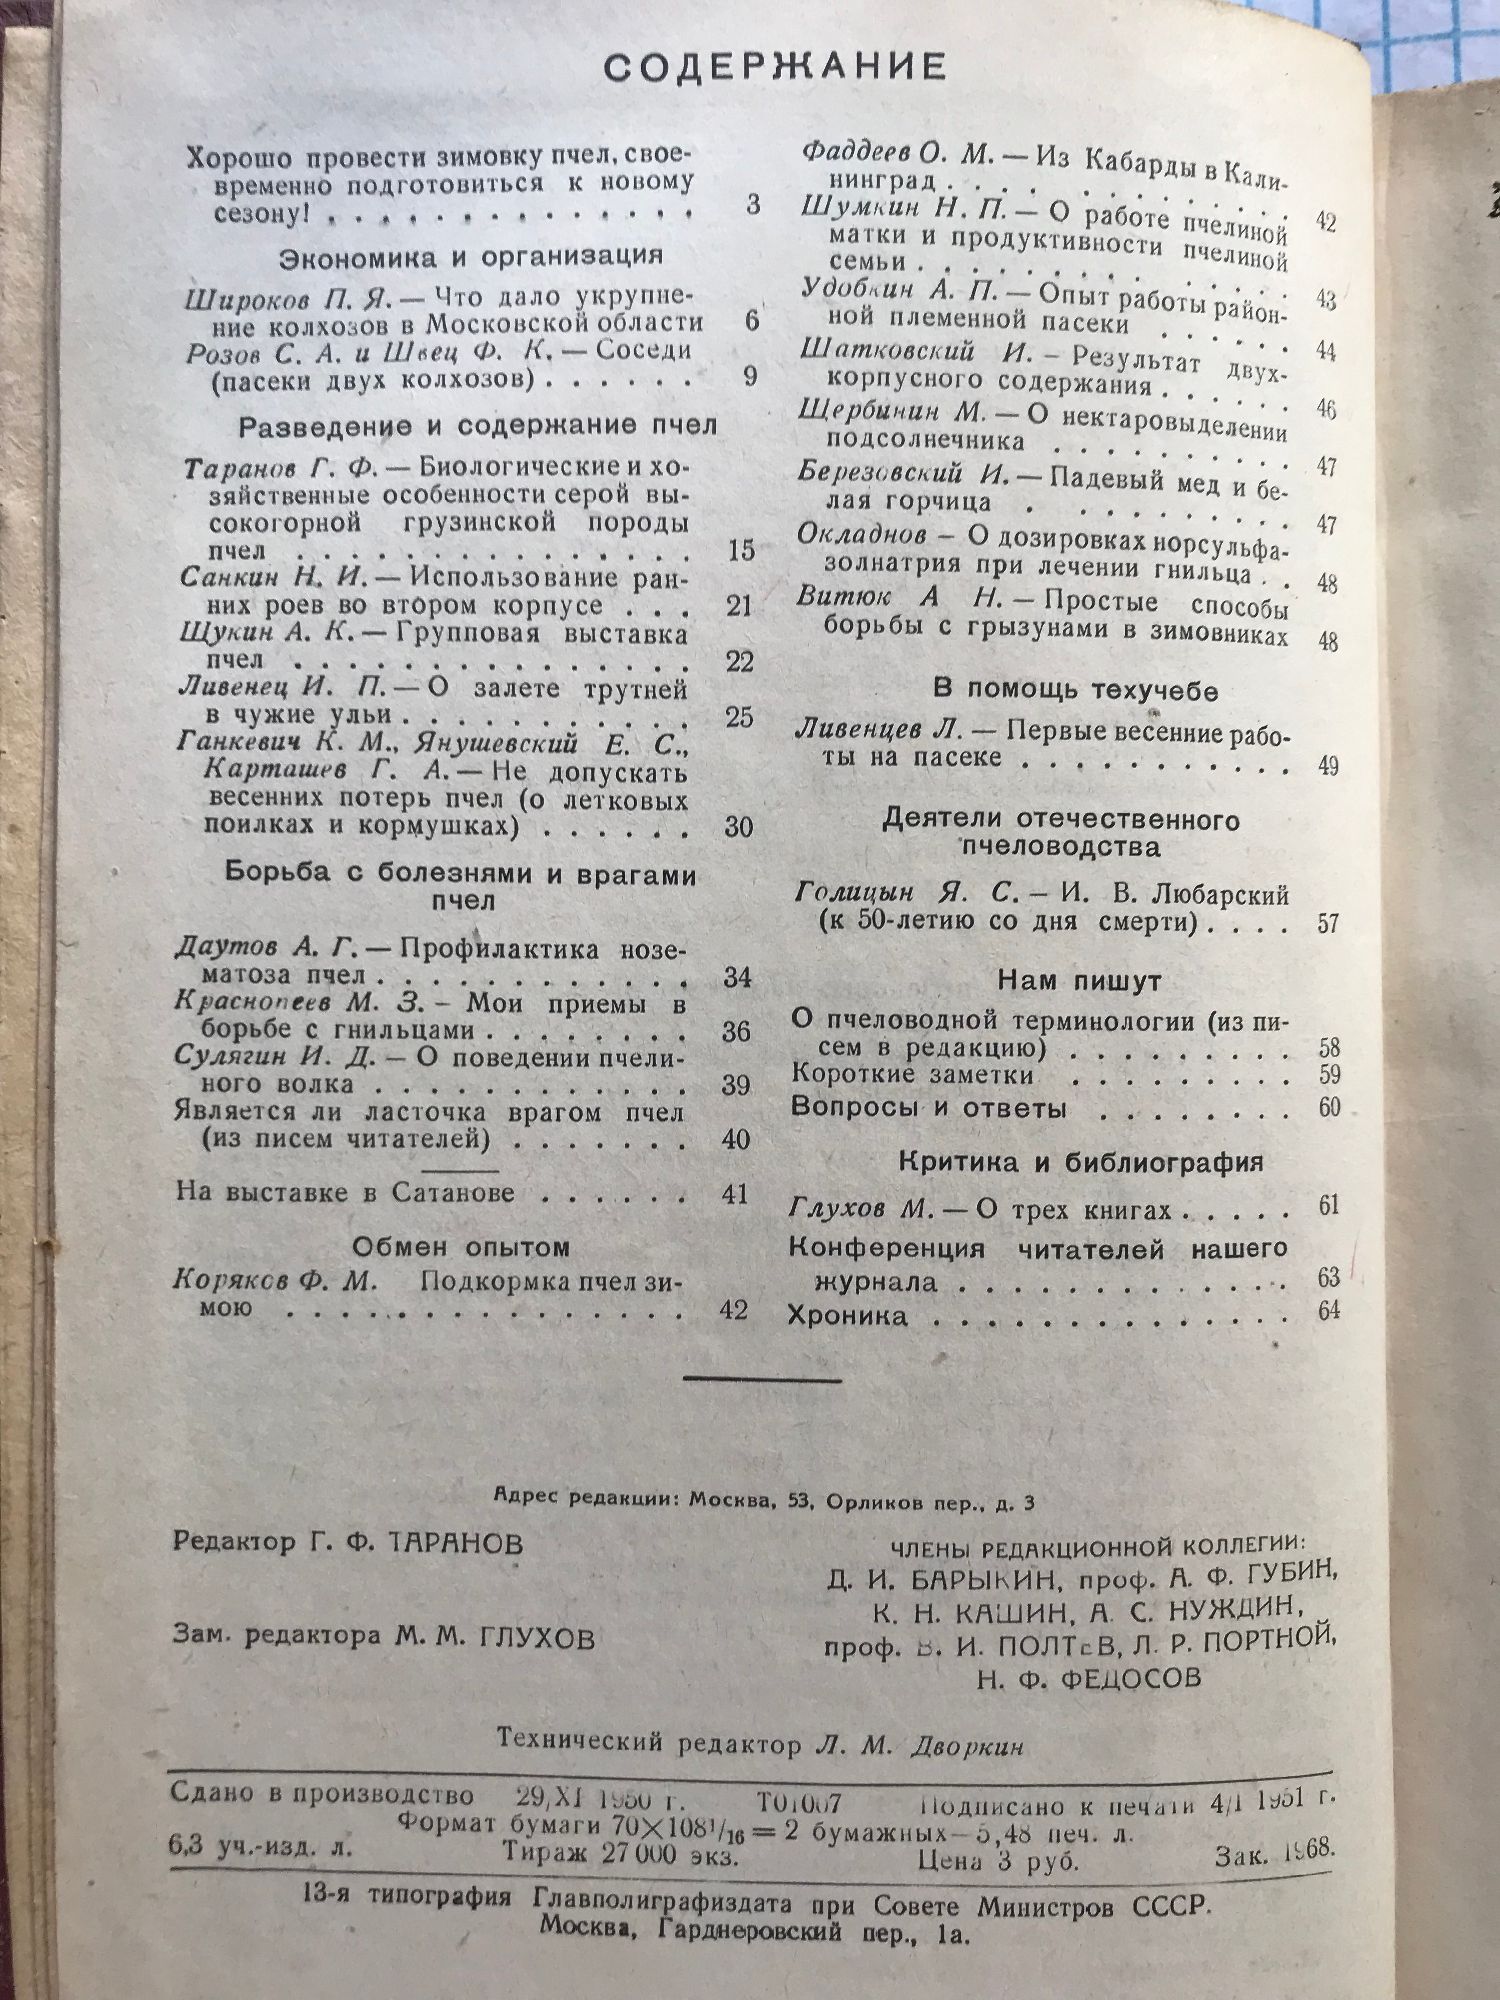 СОДЕРЖАНИЕ
Хорошо провести зимовку пчел, свое-
временно подготовиться к новому
сезону! . . . . . . . . . . . . . . 3
Экономика и организация
Широков П. Я. — Что дало укрупне-
ние колхозов в Московской области 6
Розов С. А. и Швец Ф. К. — Соседи
(пасеки двух колхозов) . . . . . . 9
Разведение и содержание пчел
Таранов Г. Ф. — Биологические и хо-
зяйственные особенности серой вы-
сокогорной грузинской породы
пчел . . . . . . . . . . . . . . . 15
Санкин Н. И. — Использование ран-
них роев во втором корпусе . . . 21
Щукин А. К. — Групповая выставка
пчел . . . . . . . . . . . . . . . 22
Ливенец И. П. — О залете трутней
в чужие ульи . . . . . . . . . . . 25
Ганкевич К. М., Янушевский Е. С.,
Карташев Г. А. — Не допускать
весенних потерь пчел (о летковых
поилках и кормушках) . . . . . . 30
Борьба с болезнями и врагами
пчел
Даутов А. Г. — Профилактика нозе-
матоза пчел . . . . . . . . . . . . 34
Краснопеев М. З. — Мои приемы в
борьбе с гнильцами . . . . . . . . 36
Сулягин И. Д. — О поведении пчели-
ного волка . . . . . . . . . . . . 39
Является ли ласточка врагом пчел
(из писем читателей) . . . . . . . 40
На выставке в Сатанове . . . . . . 41
Обмен опытом
Коряков Ф. М. Подкормка пчел зи-
мою . . . . . . . . . . . . . . . 42
Фаддеев О. М. — Из Кабарды в Кали-
нинград . . . . . . . . . . . . 42
Шумкин Н. П. — О работе пчелиной
матки и продуктивности пчелиной
семьи . . . . . . . . . . . . . 43
Удобкин А. П. — Опыт работы район-
ной племенной пасеки . . . . . . 44
Шатковский И. — Результат двух-
корпусного содержания . . . . . . 46
Щербинин М. — О нектаровыделении
подсолнечника . . . . . . . . . 47
Березовский И. — Падевый мед и бе-
лая горчица . . . . . . . . . . 47
Окладнов — О дозировках норсульфа-
золнатрия при лечении гнильца . . 48
Витюк А Н. — Простые способы
борьбы с грызунами в зимовниках 48
В помощь техучебе
Ливенцев Л. — Первые весенние рабо-
ты на пасеке . . . . . . . . . . . 49
Деятели отечественного
пчеловодства
Голицын Я. С. — И. В. Любарский
(к 50-летию со дня смерти) . . . . 57
Нам пишут
О пчеловодной терминологии (из пи-
сем в редакцию) . . . . . . . . . 58
Короткие заметки . . . . . . . . . 59
Вопросы и ответы . . . . . . . . 60
Критика и библиография
Глухов М. — О трех книгах . . . . . 61
Конференция читателей нашего
журнала . . . . . . . . . . . . . 63
Хроника . . . . . . . . . . . . . . 64
Адрес редакции: Москва, 53, Орликов пер., д. 3
Редактор Г. Ф. ТАРАНОВ
Зам. редактора М. М. ГЛУХОВ
ЧЛЕНЫ РЕДАКЦИОННОЙ КОЛЛЕГИИ:
Д. И. БАРЫКИН, проф. А. Ф. ГУБИН,
К. Н. КАШИН, А. С. НУЖДИН,
проф. В. И. ПОЛТЕВ, Л. Р. ПОРТНОЙ,
Н. Ф. ФЕДОСОВ
Технический редактор Л. М. Дворкин
Сдано в производство 29/XI 1950 г. Т01007 Подписано к печати 4/I 1951 г.
Формат бумаги 70×108¹/₁₆ = 2 бумажных — 5,48 печ. л.
6,3 уч.-изд. л. Тираж 27 000 экз. Цена 3 руб. Зак. 1968.
13-я типография Главполиграфиздата при Совете Министров СССР.
Москва, Гарднеровский пер., 1а.